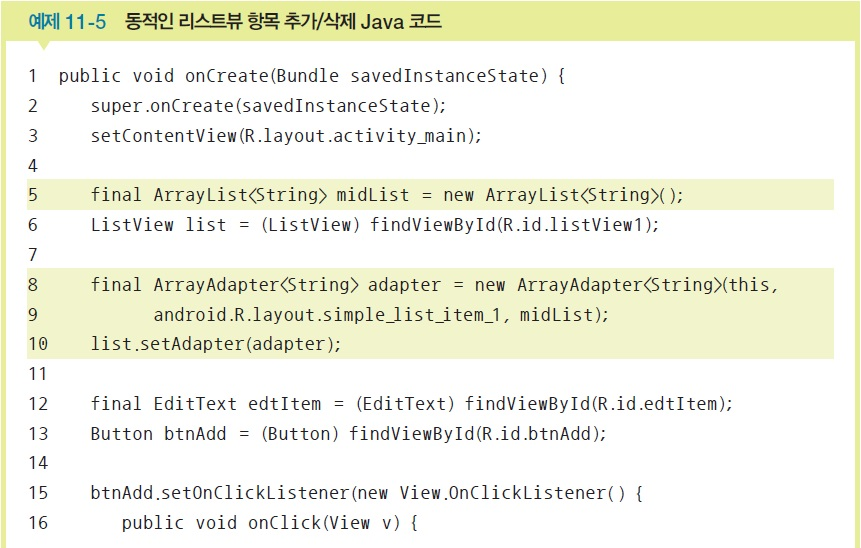 예제 11-5 동적인 리스트뷰 항목 추가/삭제 Java 코드
1 public void onCreate(Bundle savedInstanceState) {
2 super.onCreate(savedInstanceState);
3 setContentView(R.layout.activity_main);
4
5 final ArrayList<String> midList = new ArrayList<String>();
6 ListView list = (ListView) findViewById(R.id.listView1);
7
8 final ArrayAdapter<String> adapter = new ArrayAdapter<String>(this,
9 android.R.layout.simple_list_item_1, midList);
10 list.setAdapter(adapter);
11
12 final EditText edtItem = (EditText) findViewById(R.id.edtItem);
13 Button btnAdd = (Button) findViewById(R.id.btnAdd);
14
15 btnAdd.setOnClickListener(new View.OnClickListener() {
16 public void onClick(View v) {